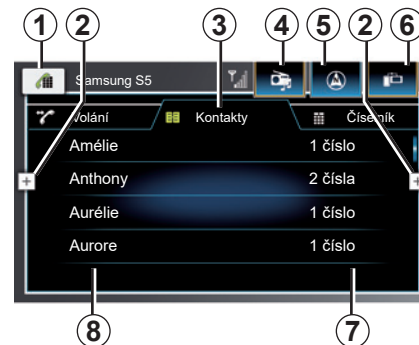 1 2 3 4 5 2 6
Samsung S5
Volání Kontakty Číselník
Amélie 1 číslo
Anthony 2 čísla
Aurélie 1 číslo
Aurore 1 číslo
8 7